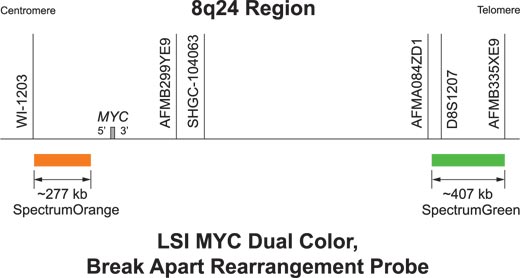 Centromere
8q24 Region
Telomere
WI-1203
MYC
5' 3'
AFMB299YE9
SHGC-104063
AFMA084ZD1
D8S1207
AFMB335XE9
~277 kb
SpectrumOrange
~407 kb
SpectrumGreen
LSI MYC Dual Color,
Break Apart Rearrangement Probe